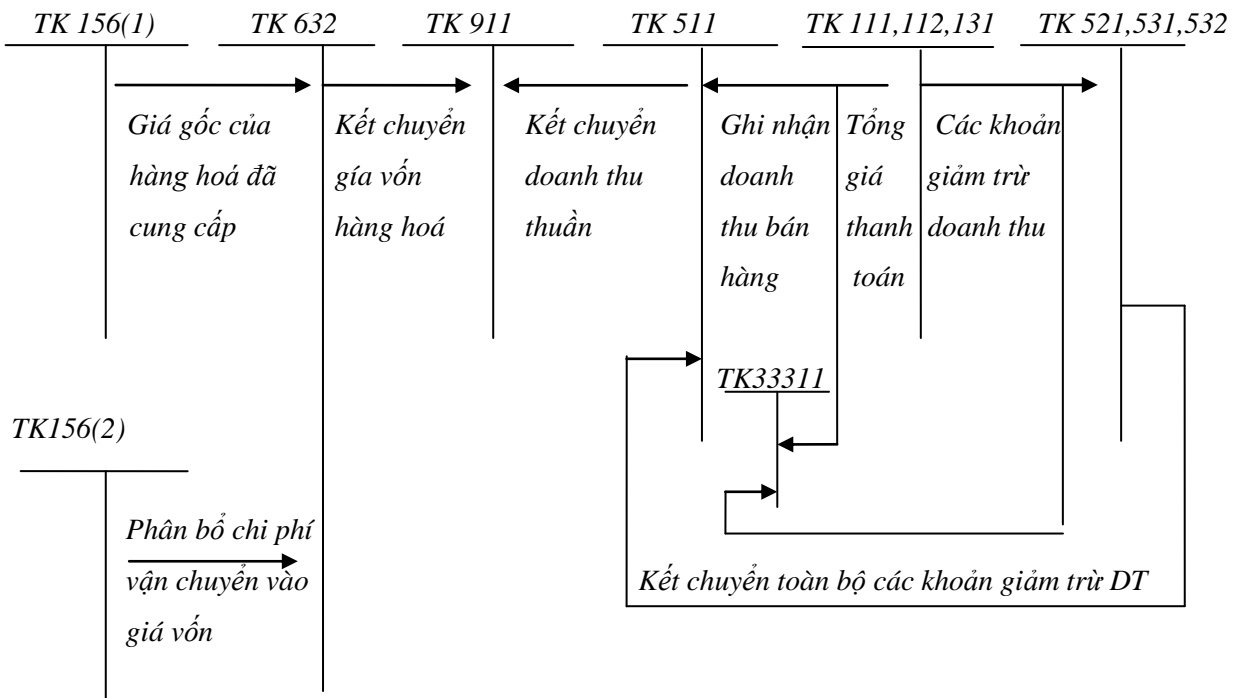 TK 156(1) TK 632 TK 911 TK 511 TK 111,112,131 TK 521,531,532
Giá gốc của
hàng hoá đã
cung cấp
Kết chuyển
gía vốn
hàng hoá
Kết chuyển
doanh thu
thuần
Ghi nhận
doanh
thu bán
hàng
Tổng
giá
thanh
toán
Các khoản
giảm trừ
doanh thu
TK33311
TK156(2)
Phân bổ chi phí
vận chuyển vào
giá vốn
Kết chuyển toàn bộ các khoản giảm trừ DT